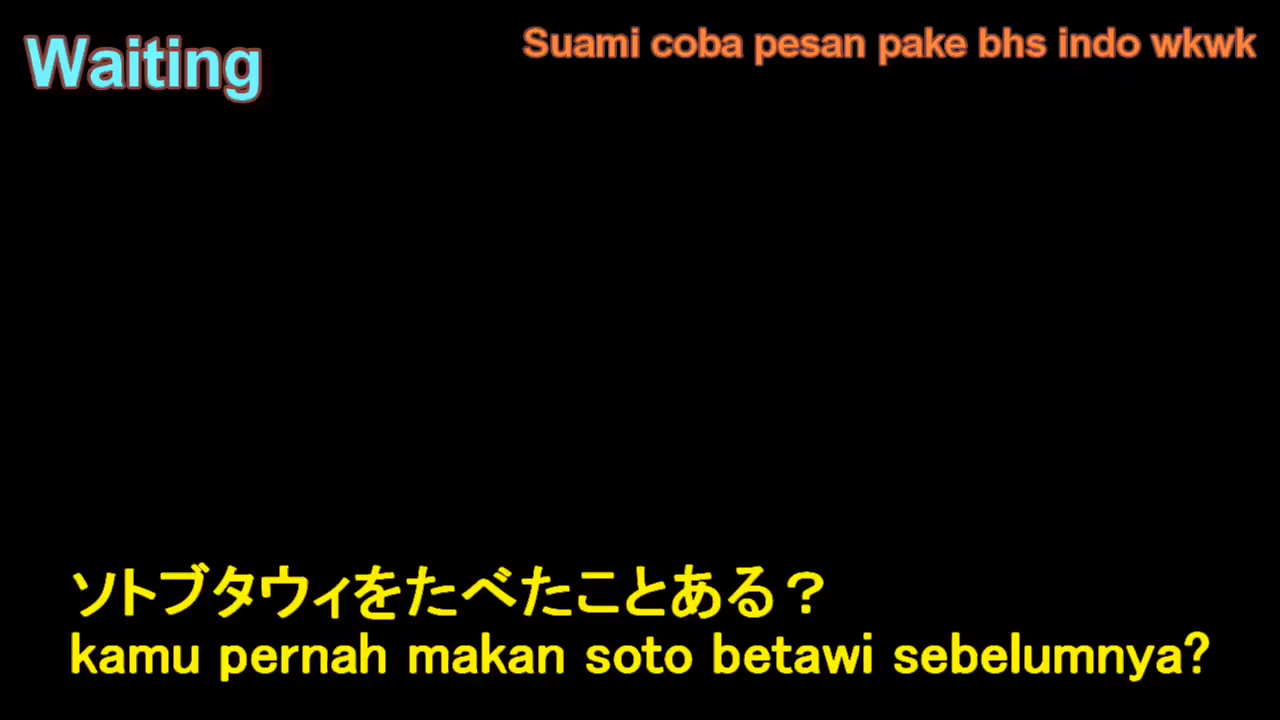 Waiting
Suami coba pesan pake bhs indo wkwk
ソトブタウィをたべたことある？
kamu pernah makan soto betawi sebelumnya?